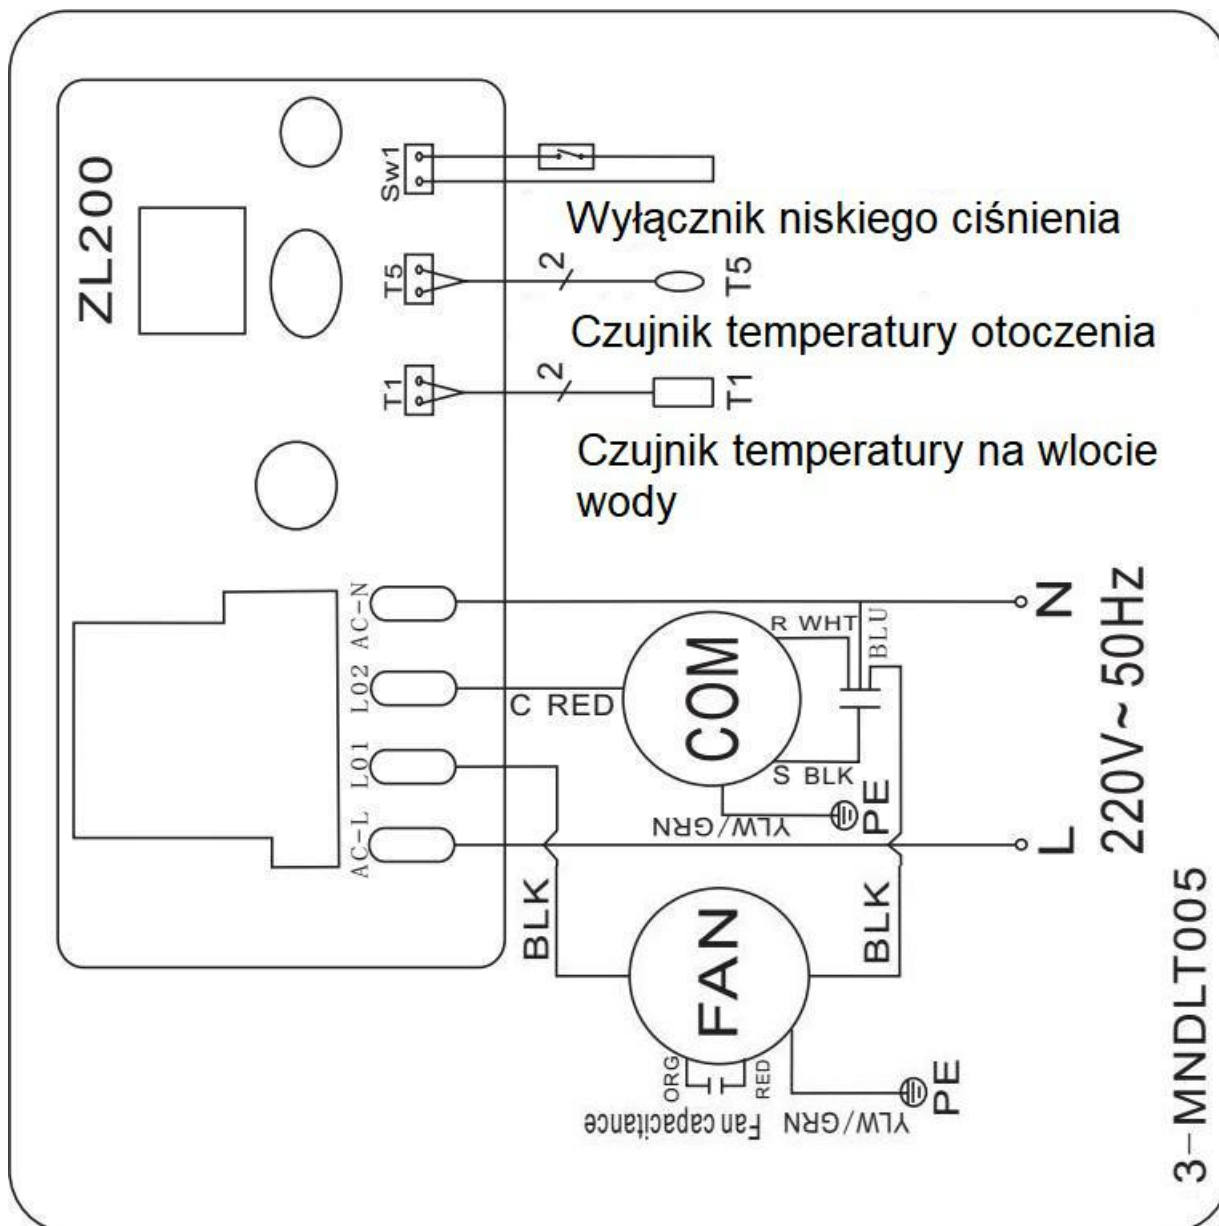 ZL200
Sw1
Wyłącznik niskiego ciśnienia
T5
2
T5
Czujnik temperatury otoczenia
T1
2
T1
Czujnik temperatury na wlocie
wody
AC-N
N
R WHT
BLU
LO2
C RED
COM
220V~ 50Hz
LO1
S BLK
YLW/GRN
PE
AC-L
L
BLK
FAN
BLK
ORG
RED
Fan capacitance
YLW/GRN
PE
3-MNDLT005